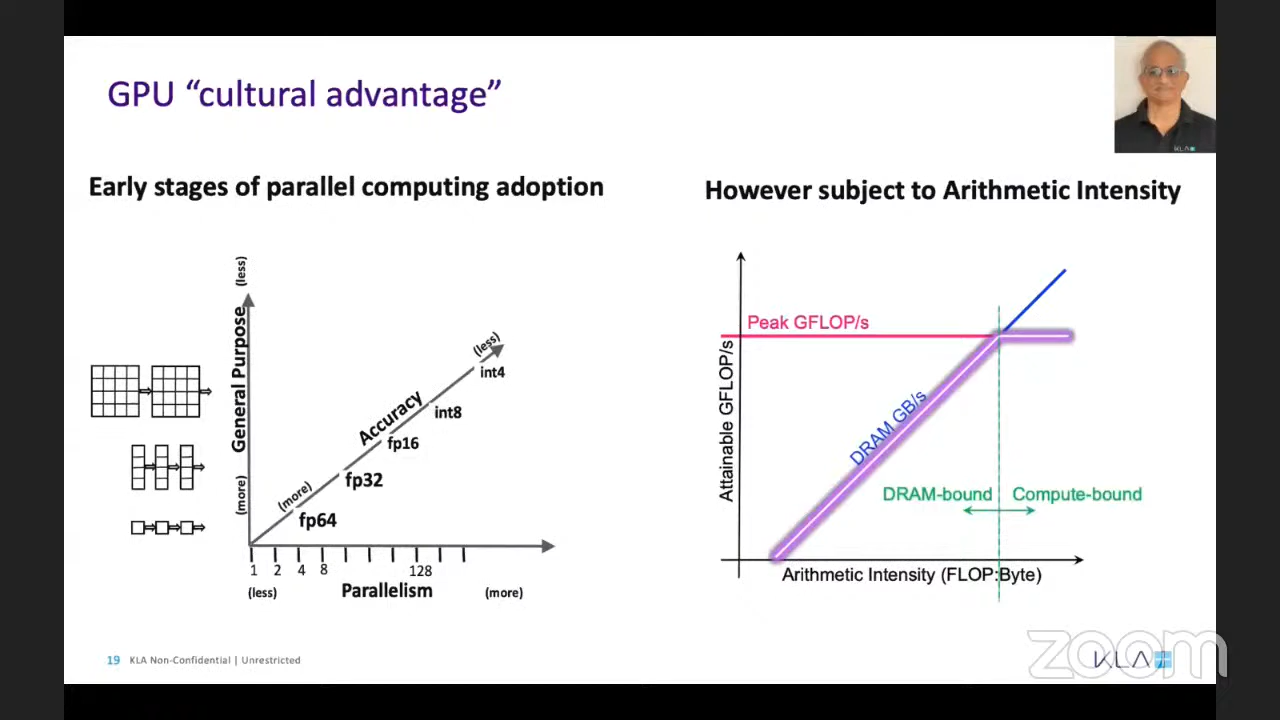 GPU “cultural advantage”
KLA
Early stages of parallel computing adoption
General Purpose
(less)
(more)
Accuracy
(more)
(less)
fp64
fp32
fp16
int8
int4
1 2 4 8 128
(less) Parallelism (more)
However subject to Arithmetic Intensity
Peak GFLOP/s
Attainable GFLOP/s
DRAM GB/s
DRAM-bound Compute-bound
Arithmetic Intensity (FLOP:Byte)
19 KLA Non-Confidential | Unrestricted
zoom
KLA